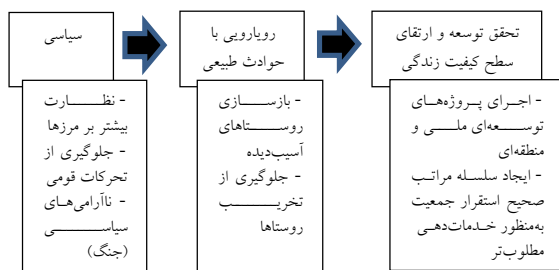 تحقق توسعه و ارتقای
سطح کیفیت زندگی
- اجرای پروژه‌های
توسعه‌ای ملی و
منطقه‌ای
- ایجاد سلسله مراتب
صحیح استقرار جمعیت
به‌منظور خدمات‌دهی
مطلوب‌تر
رویارویی با
حوادث طبیعی
- بازسازی
روستاهای
آسیب‌دیده
- جلوگیری از
تخریب
روستاها
سیاسی
- نظارت
بیشتر بر مرزها
- جلوگیری از
تحرکات قومی
- ناآرامی‌های
سیاسی
(جنگ)